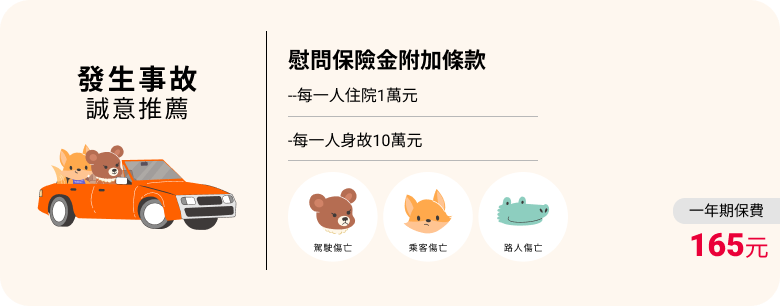 發生事故
誠意推薦
慰問保險金附加條款
--每一人住院1萬元
-每一人身故10萬元
駕駛傷亡
乘客傷亡
路人傷亡
一年期保費
165元